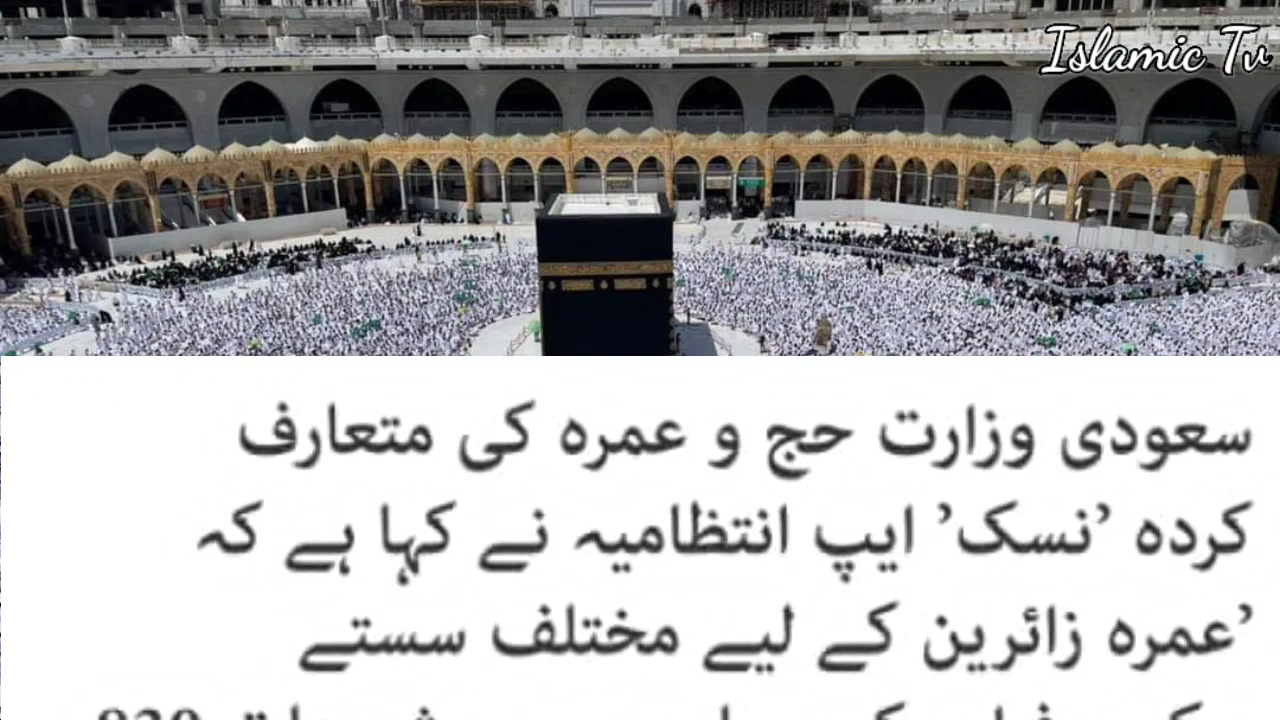 Islamic Tv
سعودی وزارت حج و عمرہ کی متعارف
کردہ ’نسک’ ایپ انتظامیہ نے کہا ہے کہ
’عمرہ زائرین کے لیے مختلف سستے